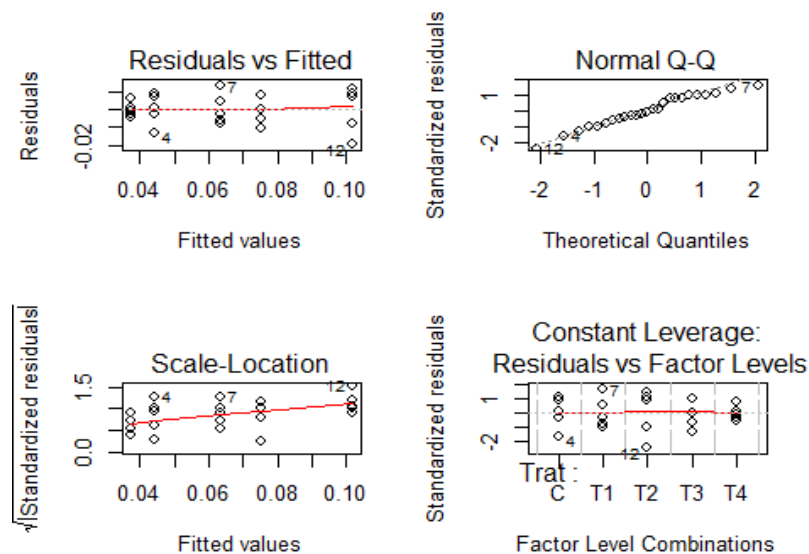 Residuals vs Fitted
Residuals
-0.02
7
4
12
0.04 0.06 0.08 0.10
Fitted values
Normal Q-Q
Standardized residuals
1
-2
7
4
12
-2 -1 0 1 2
Theoretical Quantiles
Scale-Location
√|Standardized residuals|
1.5
0.0
4
7
12
0.04 0.06 0.08 0.10
Fitted values
Constant Leverage:
Residuals vs Factor Levels
Standardized residuals
1
-2
7
4
12
Trat :
C T1 T2 T3 T4
Factor Level Combinations